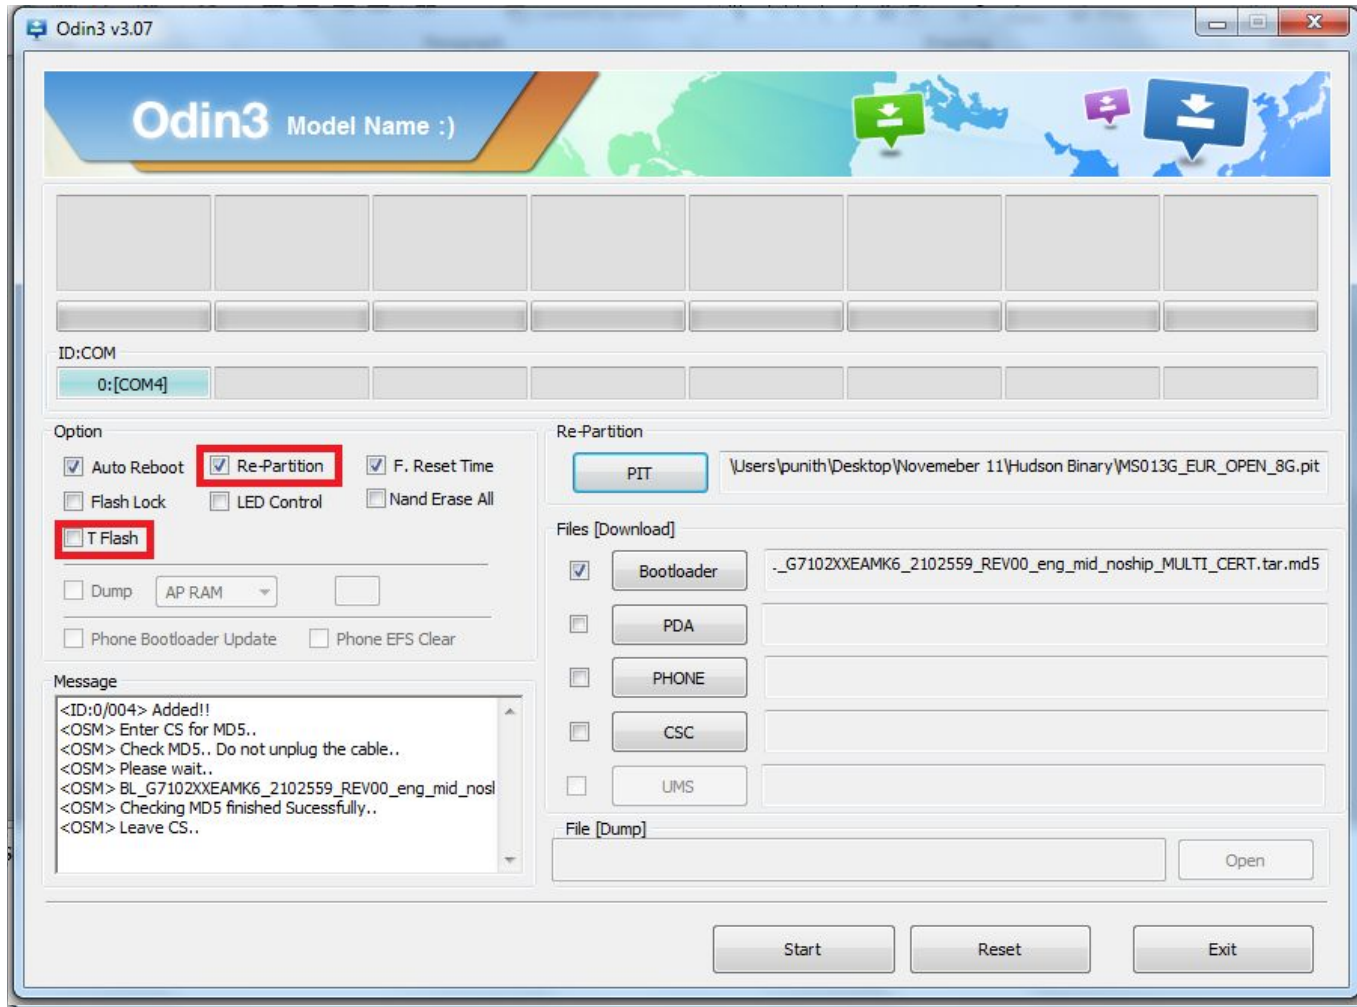 Odin3 v3.07
Odin3 Model Name :)
ID:COM
0:[COM4]
Option
Auto Reboot Re-Partition F. Reset Time
Flash Lock LED Control Nand Erase All
T Flash
Dump AP RAM
Phone Bootloader Update Phone EFS Clear
Message
<ID:0/004> Added!!
<OSM> Enter CS for MD5..
<OSM> Check MD5.. Do not unplug the cable..
<OSM> Please wait..
<OSM> BL_G7102XXEAMK6_2102559_REV00_eng_mid_nosl
<OSM> Checking MD5 finished Sucessfully..
<OSM> Leave CS..
Re-Partition
PIT \Users\punith\Desktop\Novemeber 11\Hudson Binary\MS013G_EUR_OPEN_8G.pit
Files [Download]
Bootloader ._G7102XXEAMK6_2102559_REV00_eng_mid_noship_MULTI_CERT.tar.md5
PDA
PHONE
CSC
UMS
File [Dump]
Open
Start Reset Exit